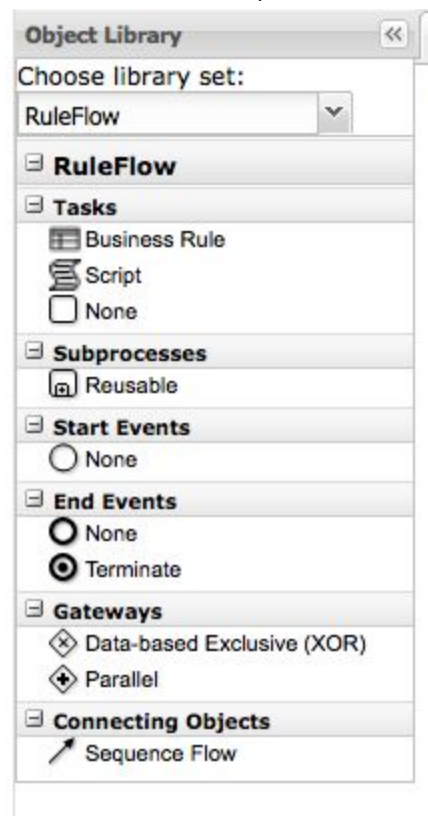 Object Library
Choose library set:
RuleFlow
RuleFlow
Tasks
Business Rule
Script
None
Subprocesses
Reusable
Start Events
None
End Events
None
Terminate
Gateways
Data-based Exclusive (XOR)
Parallel
Connecting Objects
Sequence Flow